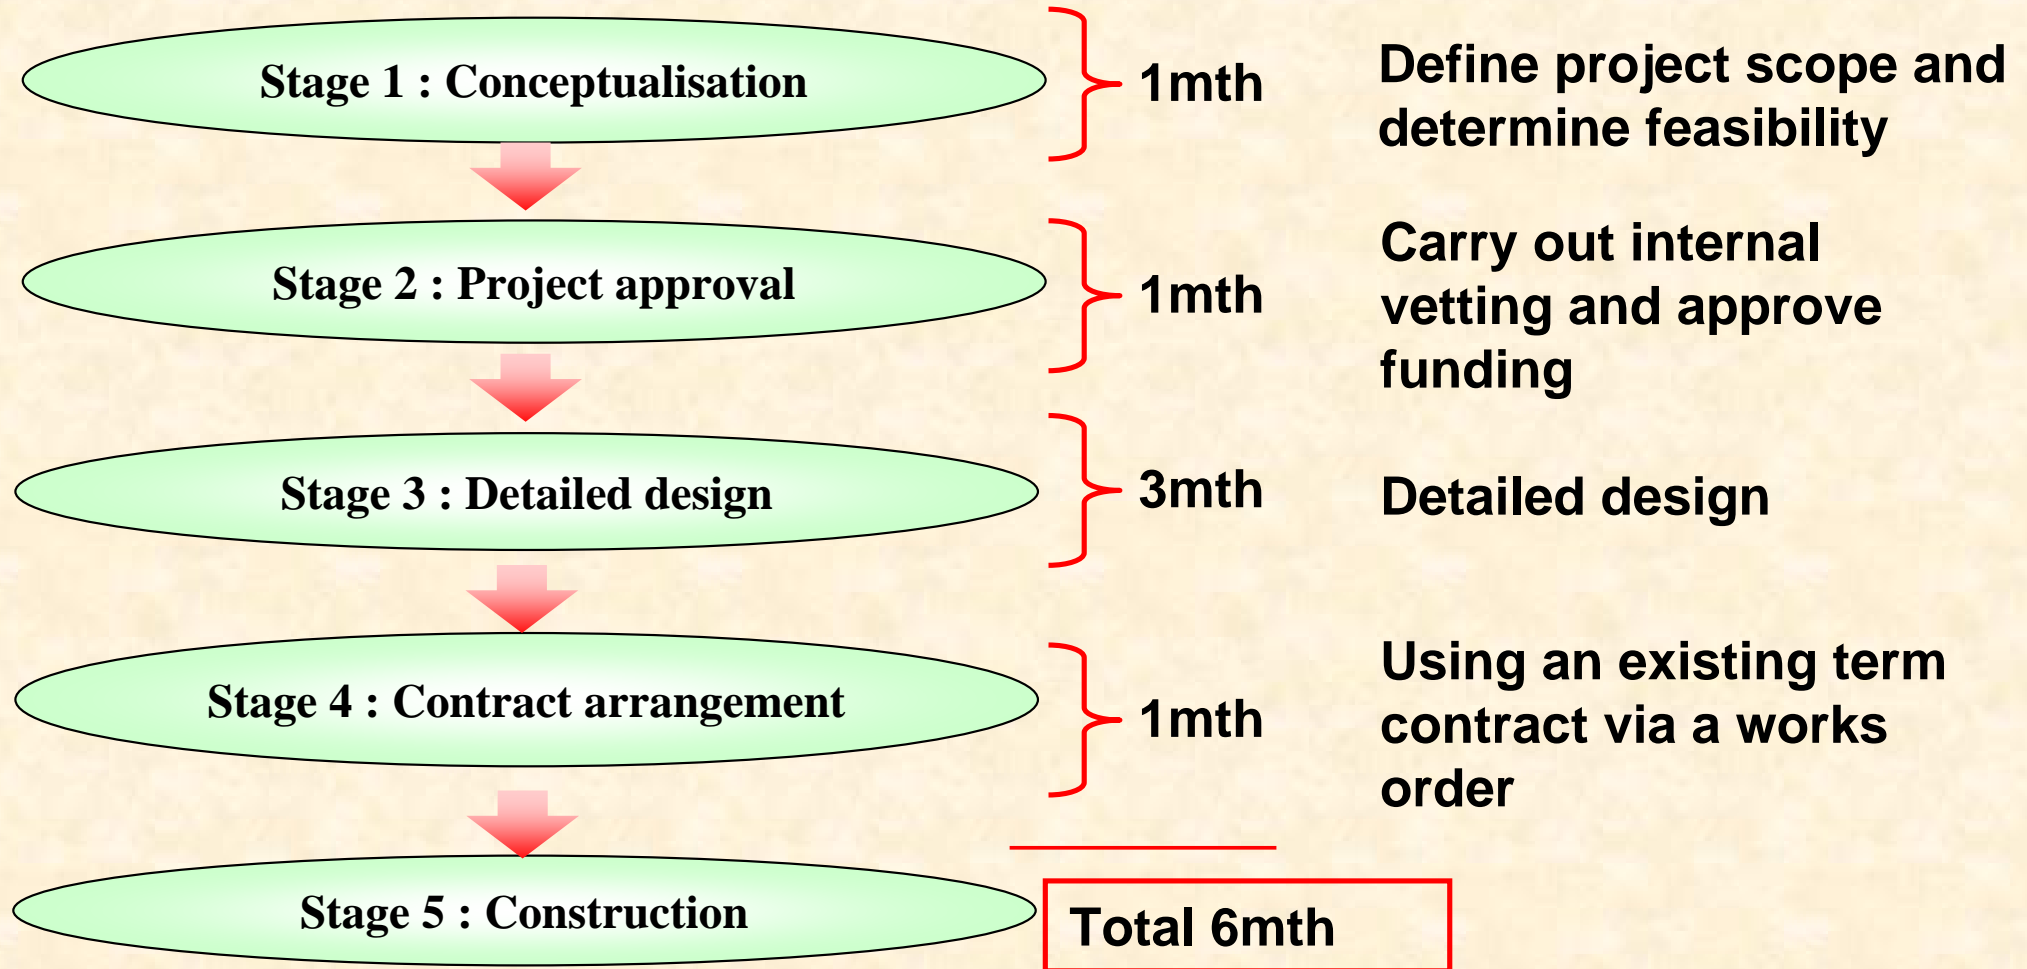 Stage 1 : Conceptualisation
1mth
Define project scope and
determine feasibility
Stage 2 : Project approval
1mth
Carry out internal
vetting and approve
funding
Stage 3 : Detailed design
3mth
Detailed design
Stage 4 : Contract arrangement
1mth
Using an existing term
contract via a works
order
Stage 5 : Construction
Total 6mth